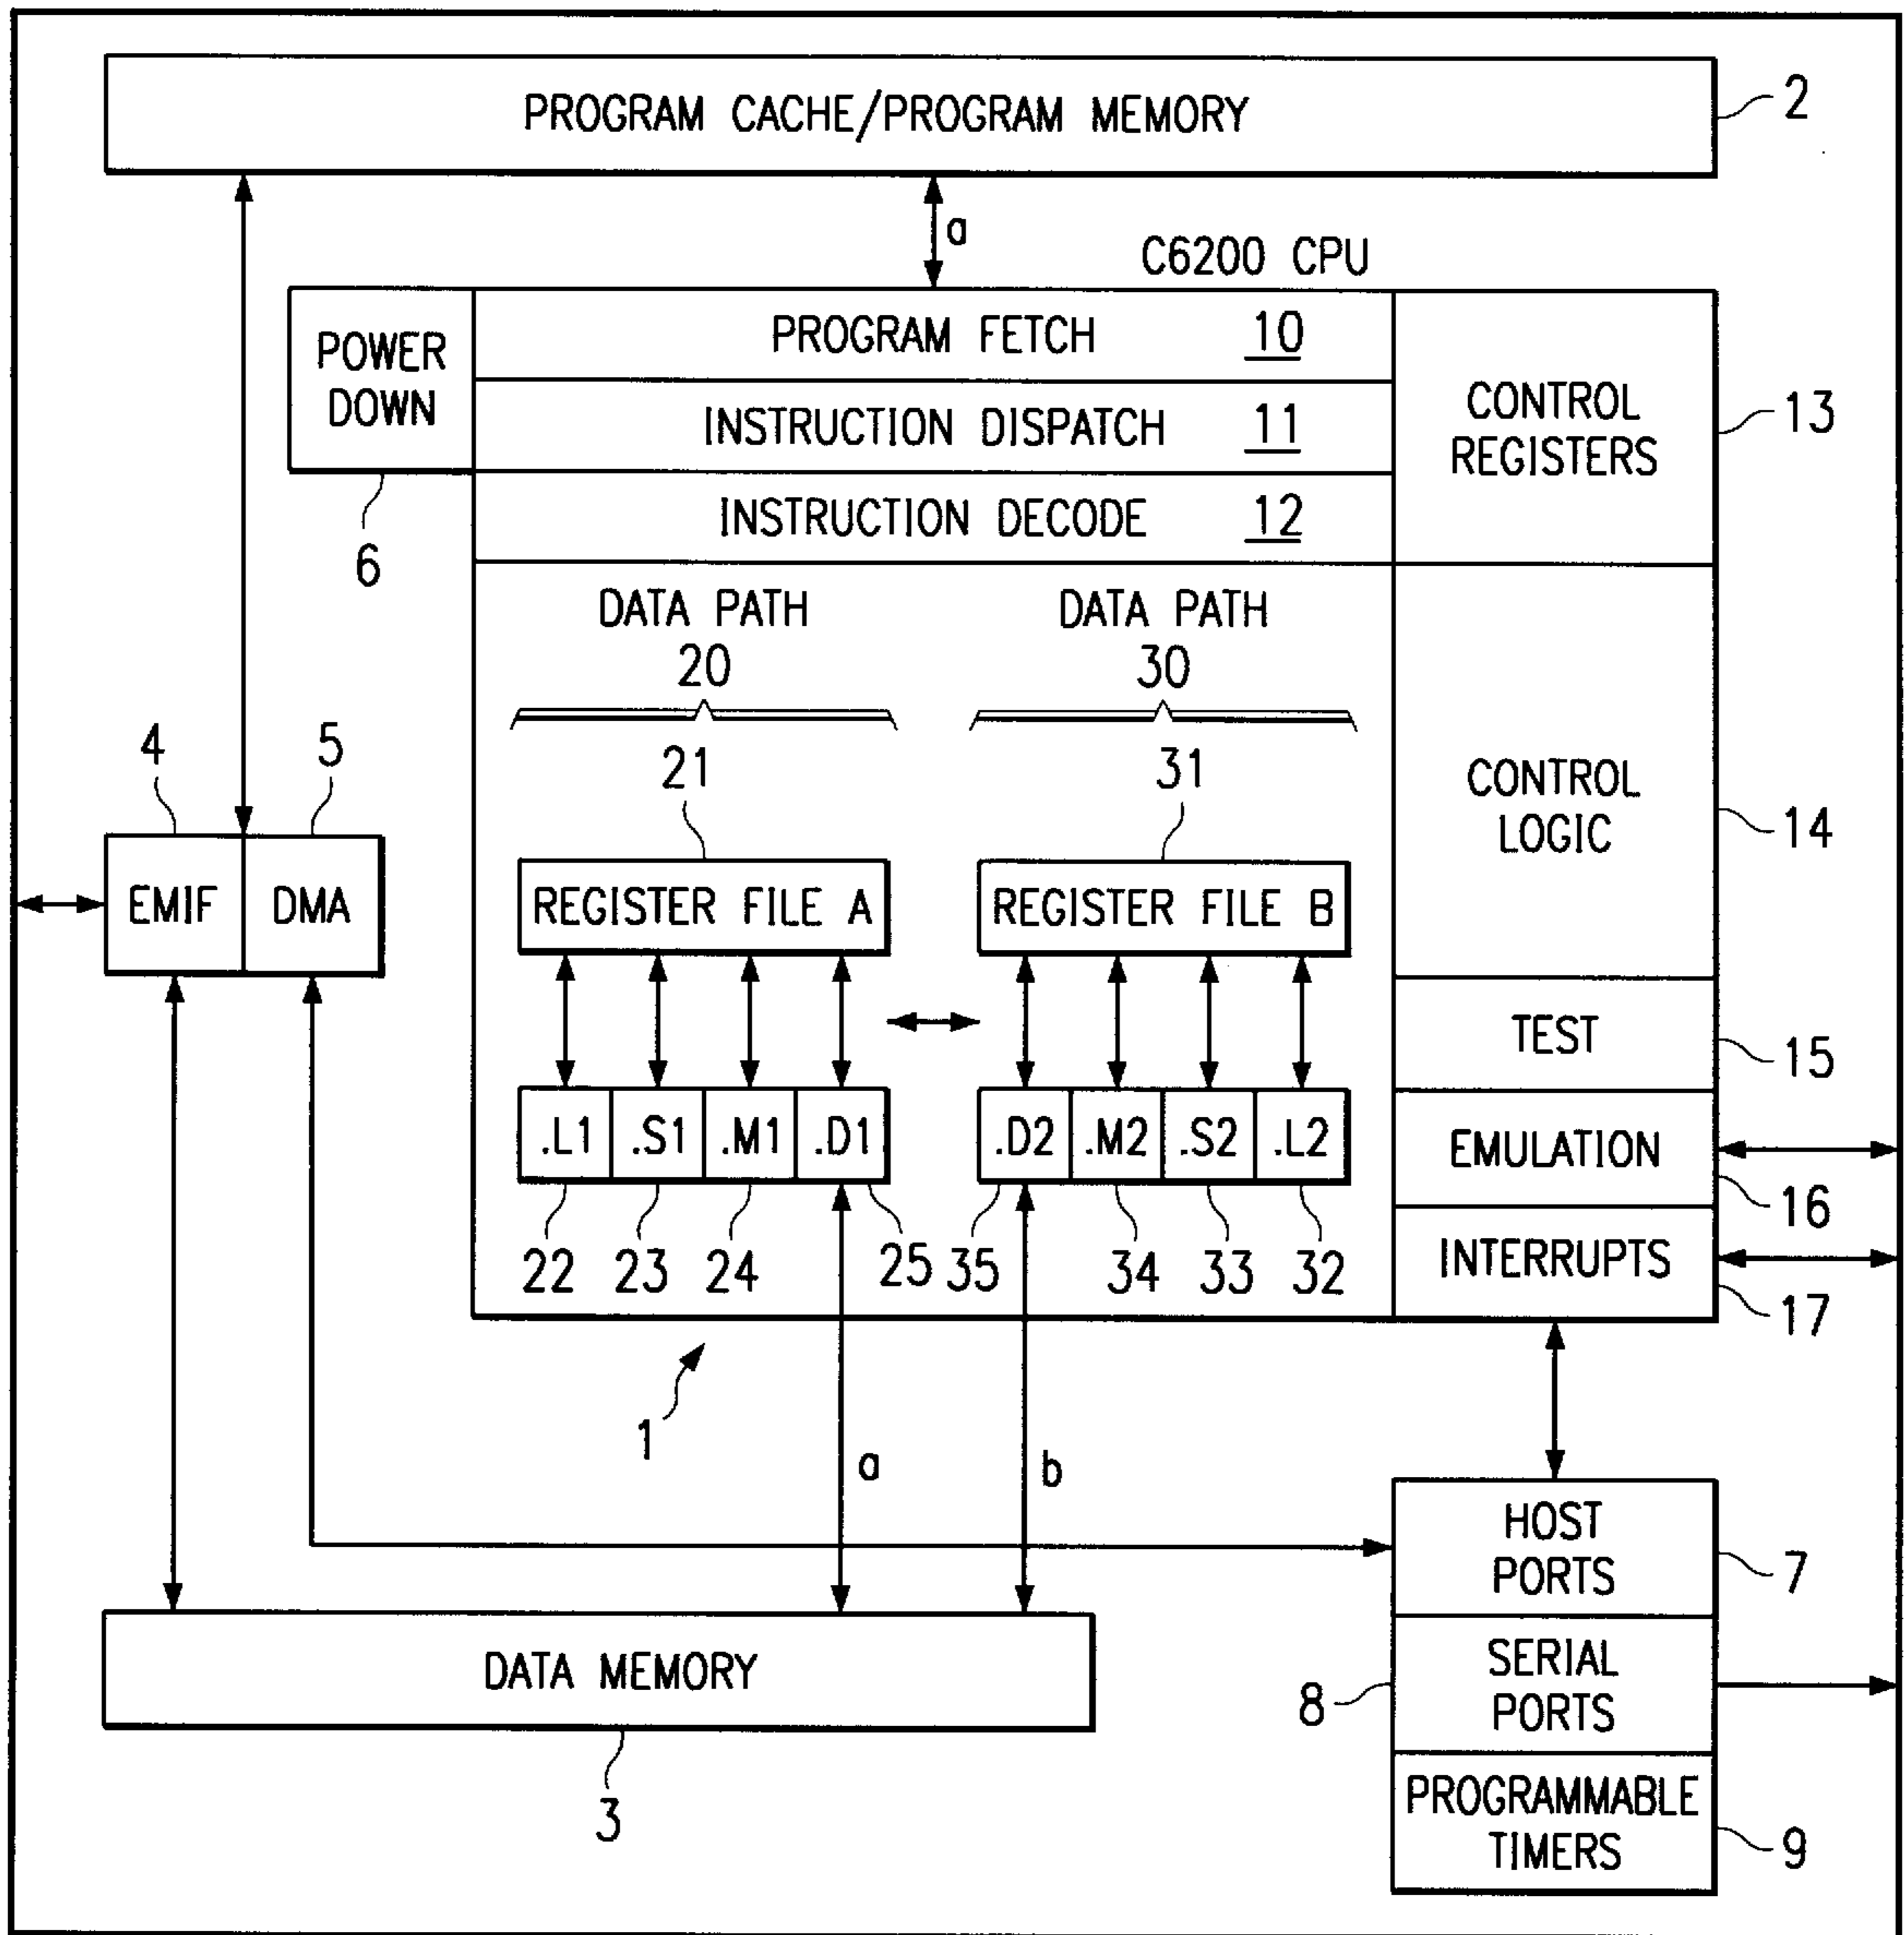 PROGRAM CACHE/PROGRAM MEMORY
2
a
C6200 CPU
POWER
DOWN
6
PROGRAM FETCH 10
INSTRUCTION DISPATCH 11
INSTRUCTION DECODE 12
CONTROL
REGISTERS
13
DATA PATH
20
DATA PATH
30
CONTROL
LOGIC
14
4
5
21
31
EMIF
DMA
REGISTER FILE A
REGISTER FILE B
TEST
15
.L1
.S1
.M1
.D1
.D2
.M2
.S2
.L2
EMULATION
16
22
23
24
25
35
34
33
32
INTERRUPTS
17
1
a
b
HOST
PORTS
7
DATA MEMORY
3
SERIAL
PORTS
8
PROGRAMMABLE
TIMERS
9